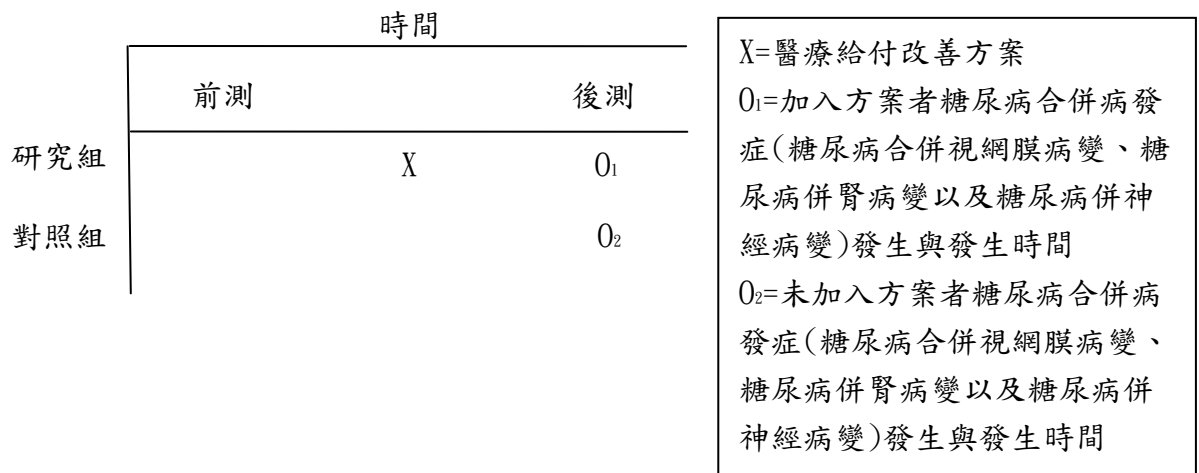 時間
前測 後測
研究組 X O₁
對照組 O₂
X=醫療給付改善方案
O₁=加入方案者糖尿病合併病發
症(糖尿病合併視網膜病變、糖
尿病併腎病變以及糖尿病併神
經病變)發生與發生時間
O₂=未加入方案者糖尿病合併病
發症(糖尿病合併視網膜病變、
糖尿病併腎病變以及糖尿病併
神經病變)發生與發生時間